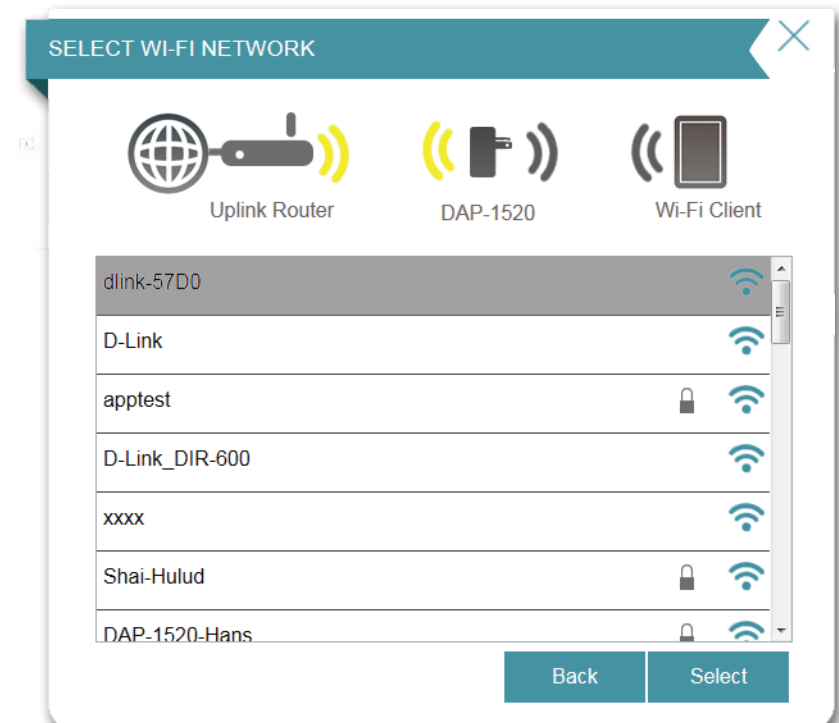 SELECT WI-FI NETWORK
Uplink Router
DAP-1520
Wi-Fi Client
dlink-57D0
D-Link
apptest
D-Link_DIR-600
xxxx
Shai-Hulud
DAP-1520-Hans
Back
Select